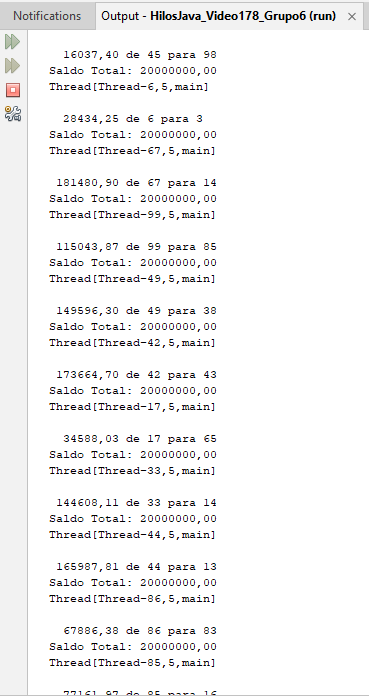 Notifications
Output - HilosJava_Video178_Grupo6 (run)
16037,40 de 45 para 98
Saldo Total: 20000000,00
Thread[Thread-6,5,main]
28434,25 de 6 para 3
Saldo Total: 20000000,00
Thread[Thread-67,5,main]
181480,90 de 67 para 14
Saldo Total: 20000000,00
Thread[Thread-99,5,main]
115043,87 de 99 para 85
Saldo Total: 20000000,00
Thread[Thread-49,5,main]
149596,30 de 49 para 38
Saldo Total: 20000000,00
Thread[Thread-42,5,main]
173664,70 de 42 para 43
Saldo Total: 20000000,00
Thread[Thread-17,5,main]
34588,03 de 17 para 65
Saldo Total: 20000000,00
Thread[Thread-33,5,main]
144608,11 de 33 para 14
Saldo Total: 20000000,00
Thread[Thread-44,5,main]
165987,81 de 44 para 13
Saldo Total: 20000000,00
Thread[Thread-86,5,main]
67886,38 de 86 para 83
Saldo Total: 20000000,00
Thread[Thread-85,5,main]
77161,97 de 85 para 16